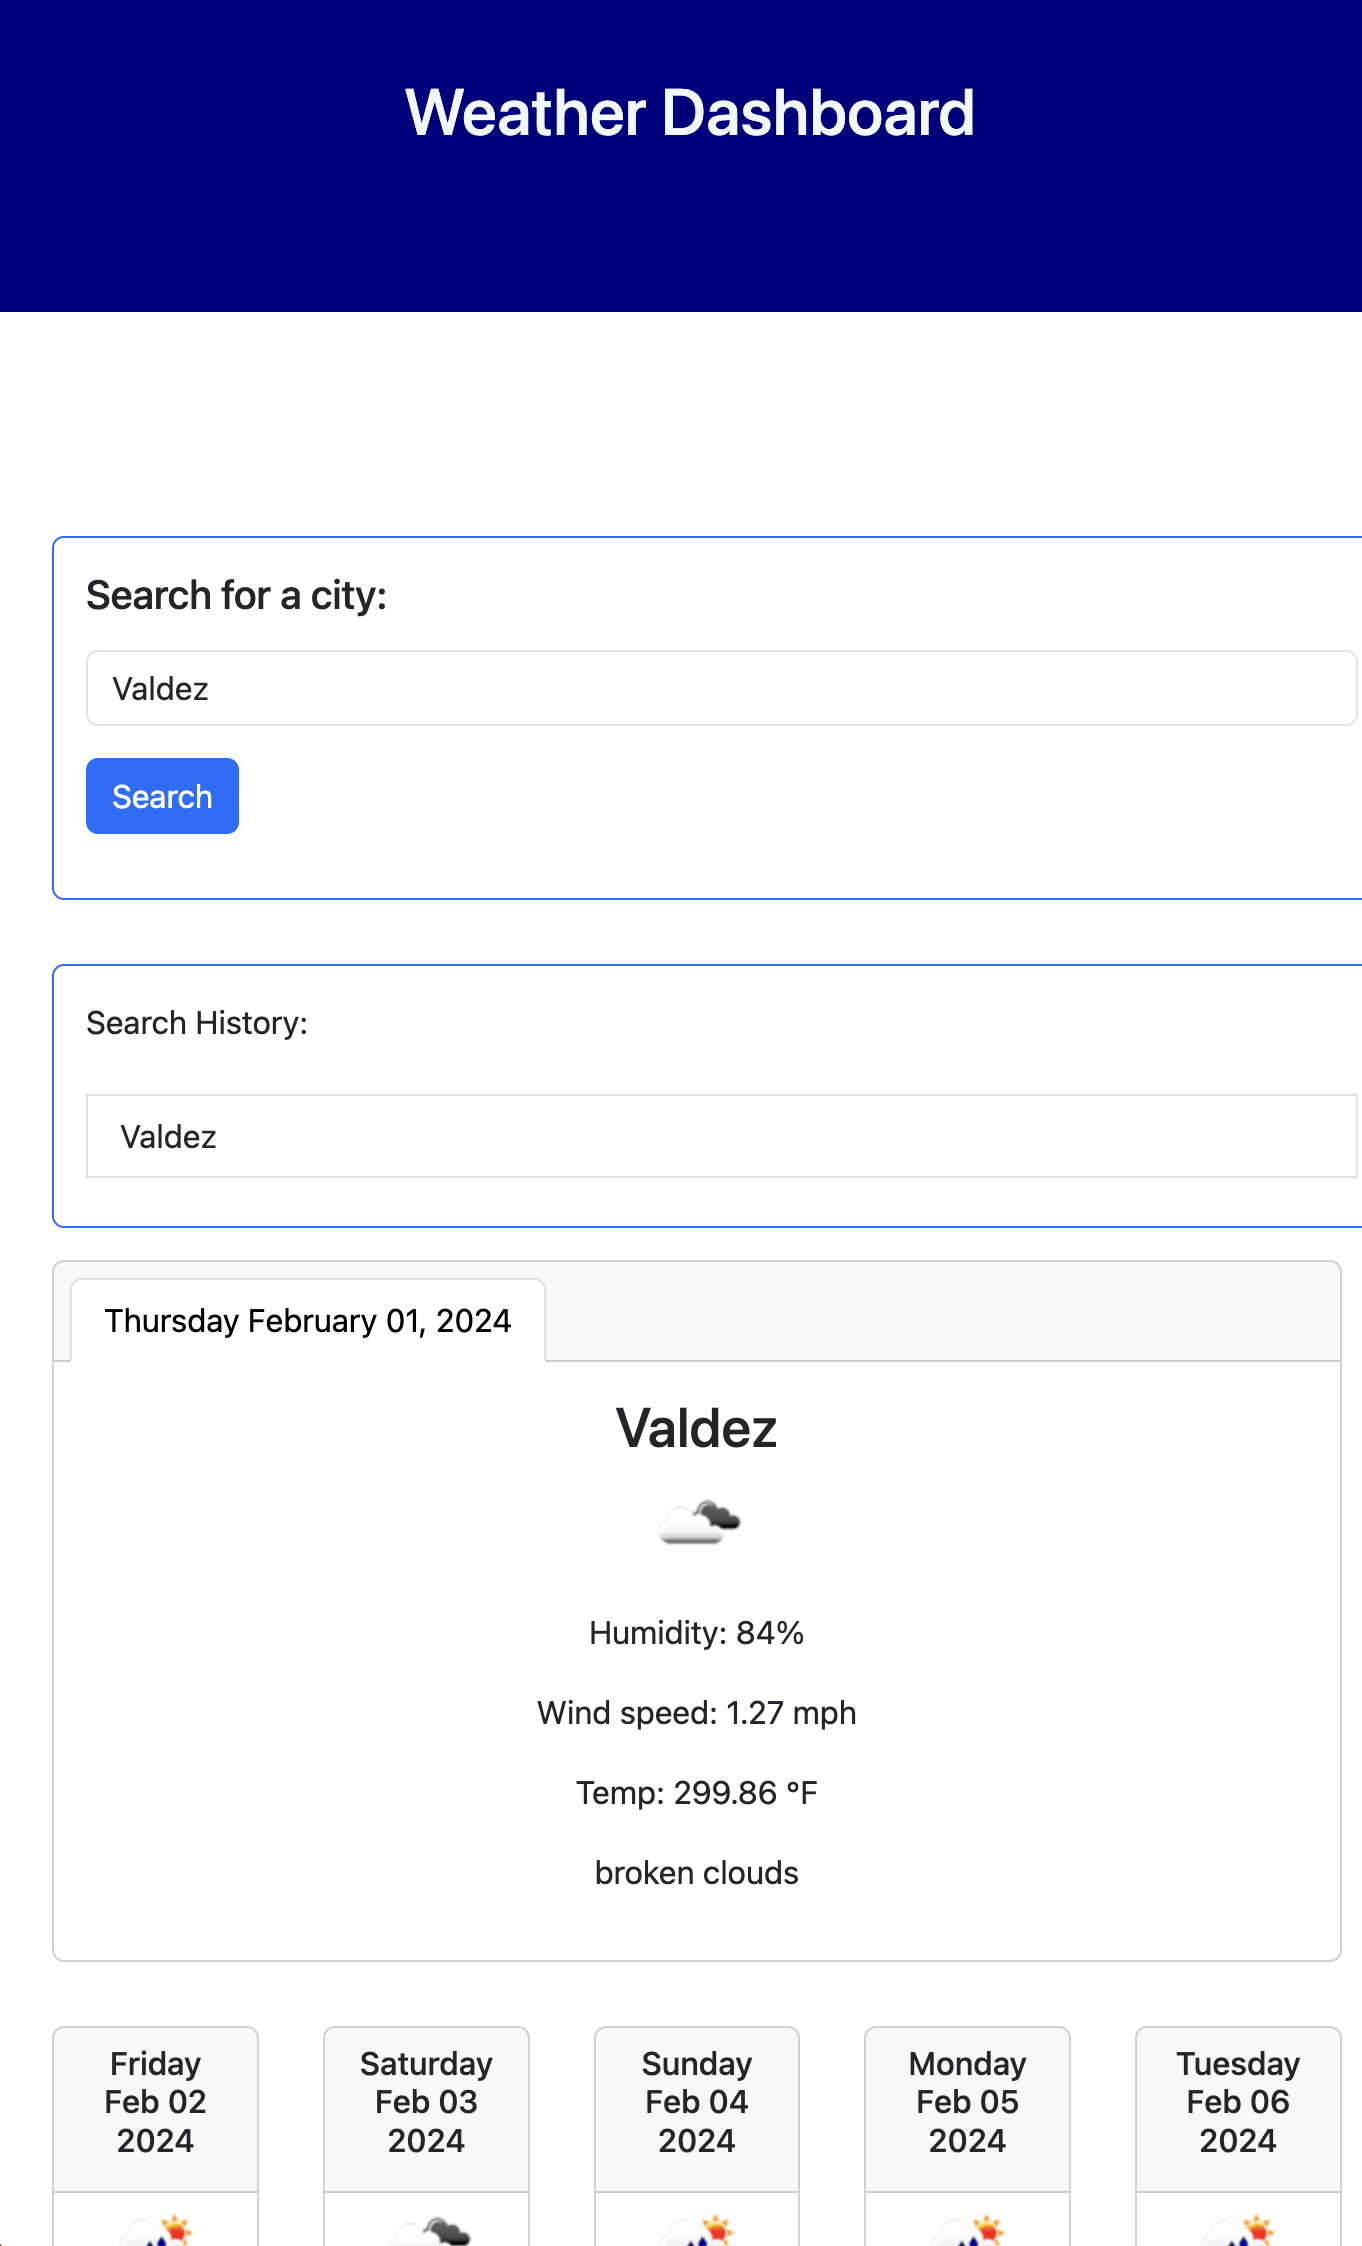 Weather Dashboard
Search for a city:
Valdez
Search
Search History:
Valdez
Thursday February 01, 2024
Valdez
Humidity: 84%
Wind speed: 1.27 mph
Temp: 299.86 °F
broken clouds
Friday
Feb 02
2024
Saturday
Feb 03
2024
Sunday
Feb 04
2024
Monday
Feb 05
2024
Tuesday
Feb 06
2024